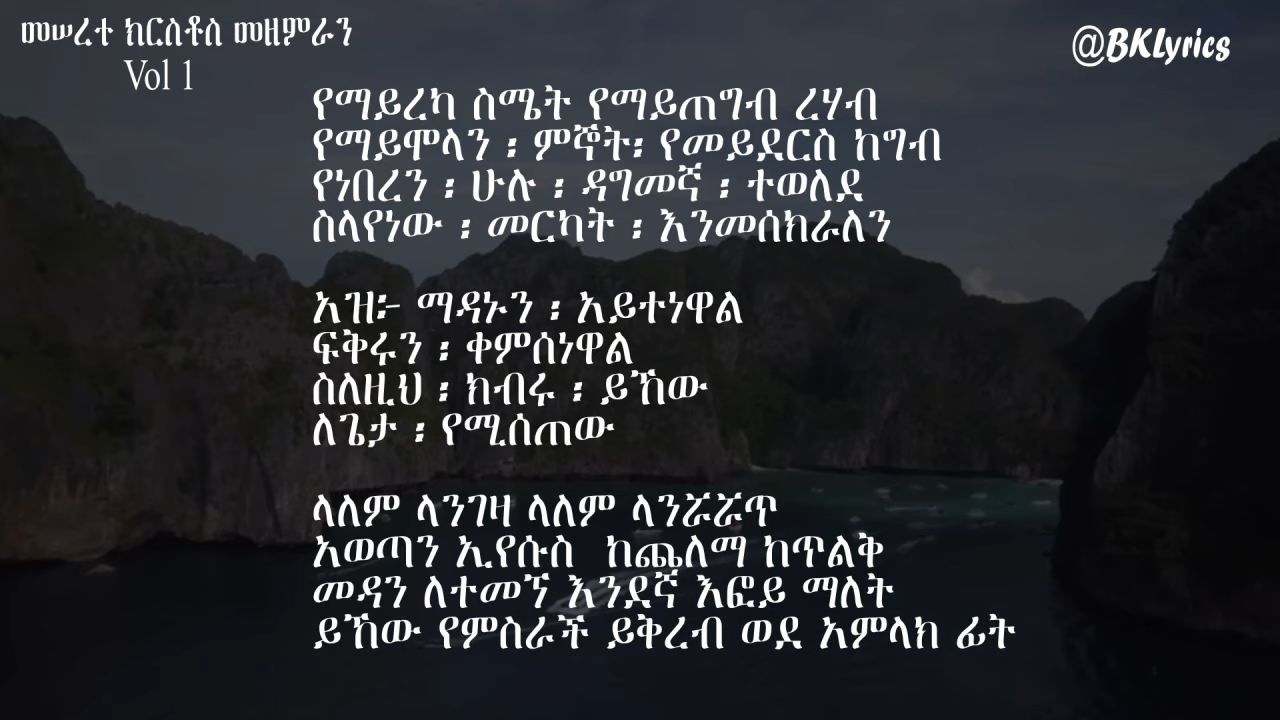 መሠረተ ክርስቶስ መዘምራን
Vol 1
@BKLyrics
የማይረካ ስሜት የማይጠግብ ረሃብ
የማይሞላን ፡ ምኞት፡ የመይደርስ ከግብ
የነበረን ፡ ሁሉ ፡ ዳግመኛ ፡ ተወለደ
ስላየነው ፡ መርካት ፡ እንመሰክራለን
አዝ፦ ማዳኑን ፡ አይተነዋል
ፍቅሩን ፡ ቀምሰነዋል
ስለዚህ ፡ ክብሩ ፡ ይኸው
ለጌታ ፡ የሚሰጠው
ላለም ላንገዛ ላለም ላንሯሯጥ
አወጣን ኢየሱስ ከጨለማ ከጥልቅ
መዳን ለተመኘ እንደኛ እፎይ ማለት
ይኸው የምስራች ይቅረብ ወደ አምላክ ፊት